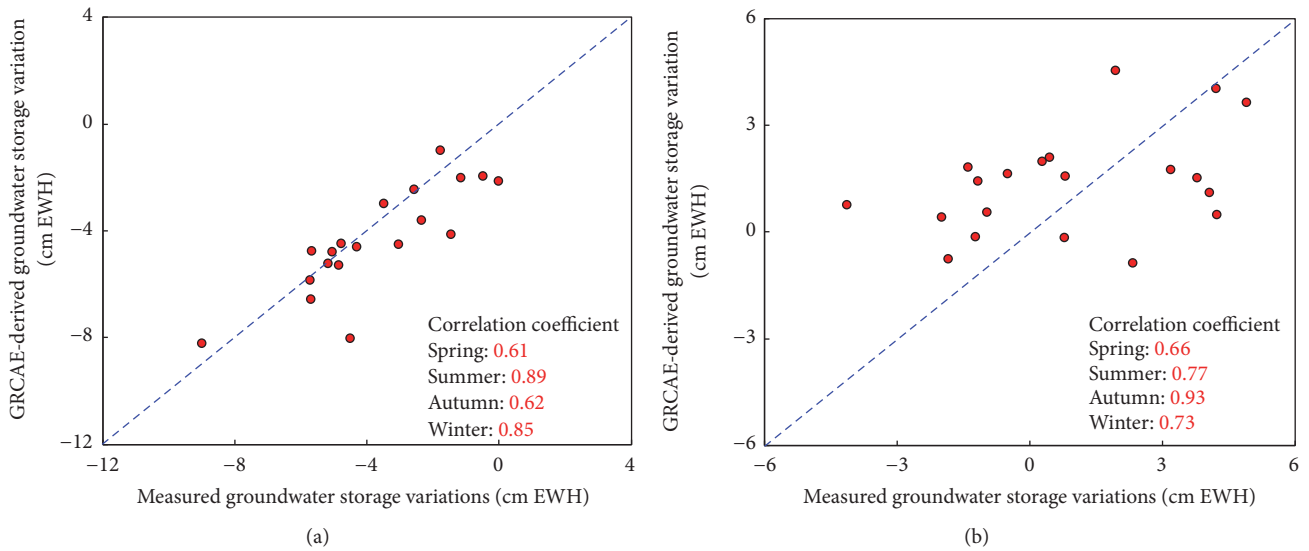 GRCAE-derived groundwater storage variation
(cm EWH)
4
0
−4
−8
−12
−12
−8
−4
0
4
Correlation coefficient
Spring: 0.61
Summer: 0.89
Autumn: 0.62
Winter: 0.85
Measured groundwater storage variations (cm EWH)
(a)
GRCAE-derived groundwater storage variation
(cm EWH)
6
3
0
−3
−6
−6
−3
0
3
6
Correlation coefficient
Spring: 0.66
Summer: 0.77
Autumn: 0.93
Winter: 0.73
Measured groundwater storage variations (cm EWH)
(b)